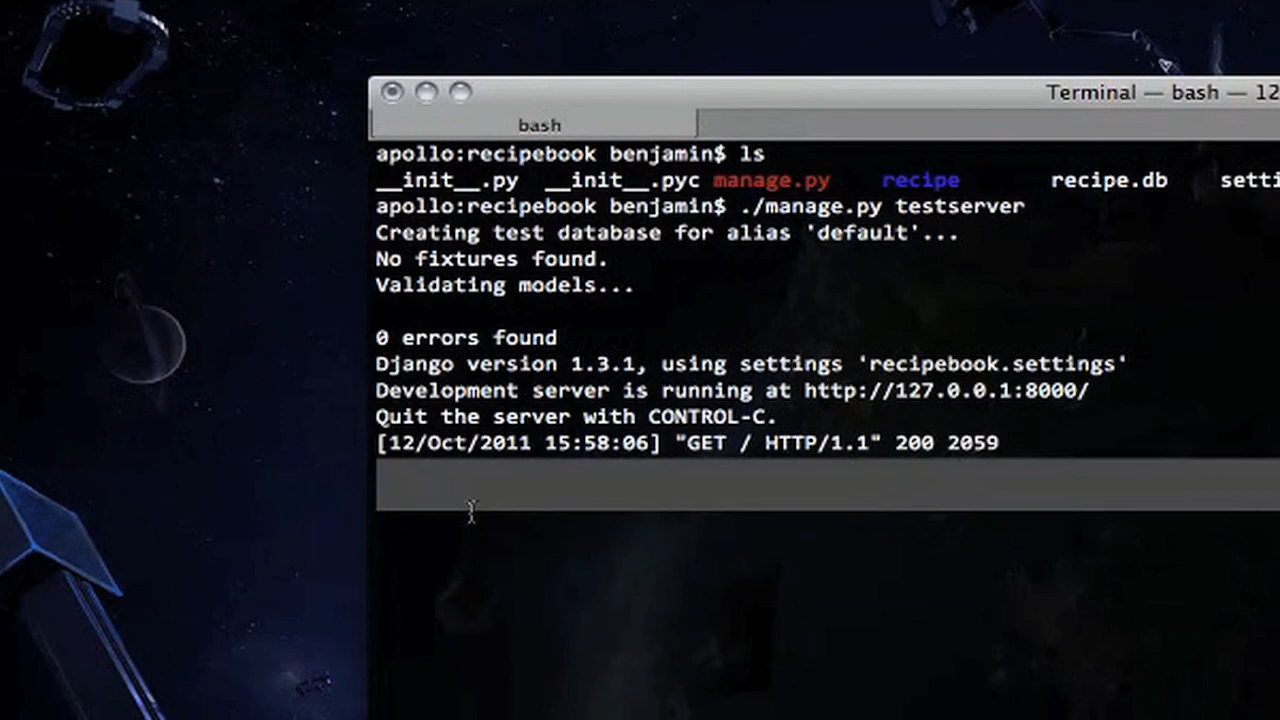 Terminal — bash — 12
bash
apollo:recipebook benjamin$ ls
__init__.py __init__.pyc manage.py recipe recipe.db setti
apollo:recipebook benjamin$ ./manage.py testserver
Creating test database for alias 'default'...
No fixtures found.
Validating models...
0 errors found
Django version 1.3.1, using settings 'recipebook.settings'
Development server is running at http://127.0.0.1:8000/
Quit the server with CONTROL-C.
[12/Oct/2011 15:58:06] "GET / HTTP/1.1" 200 2059